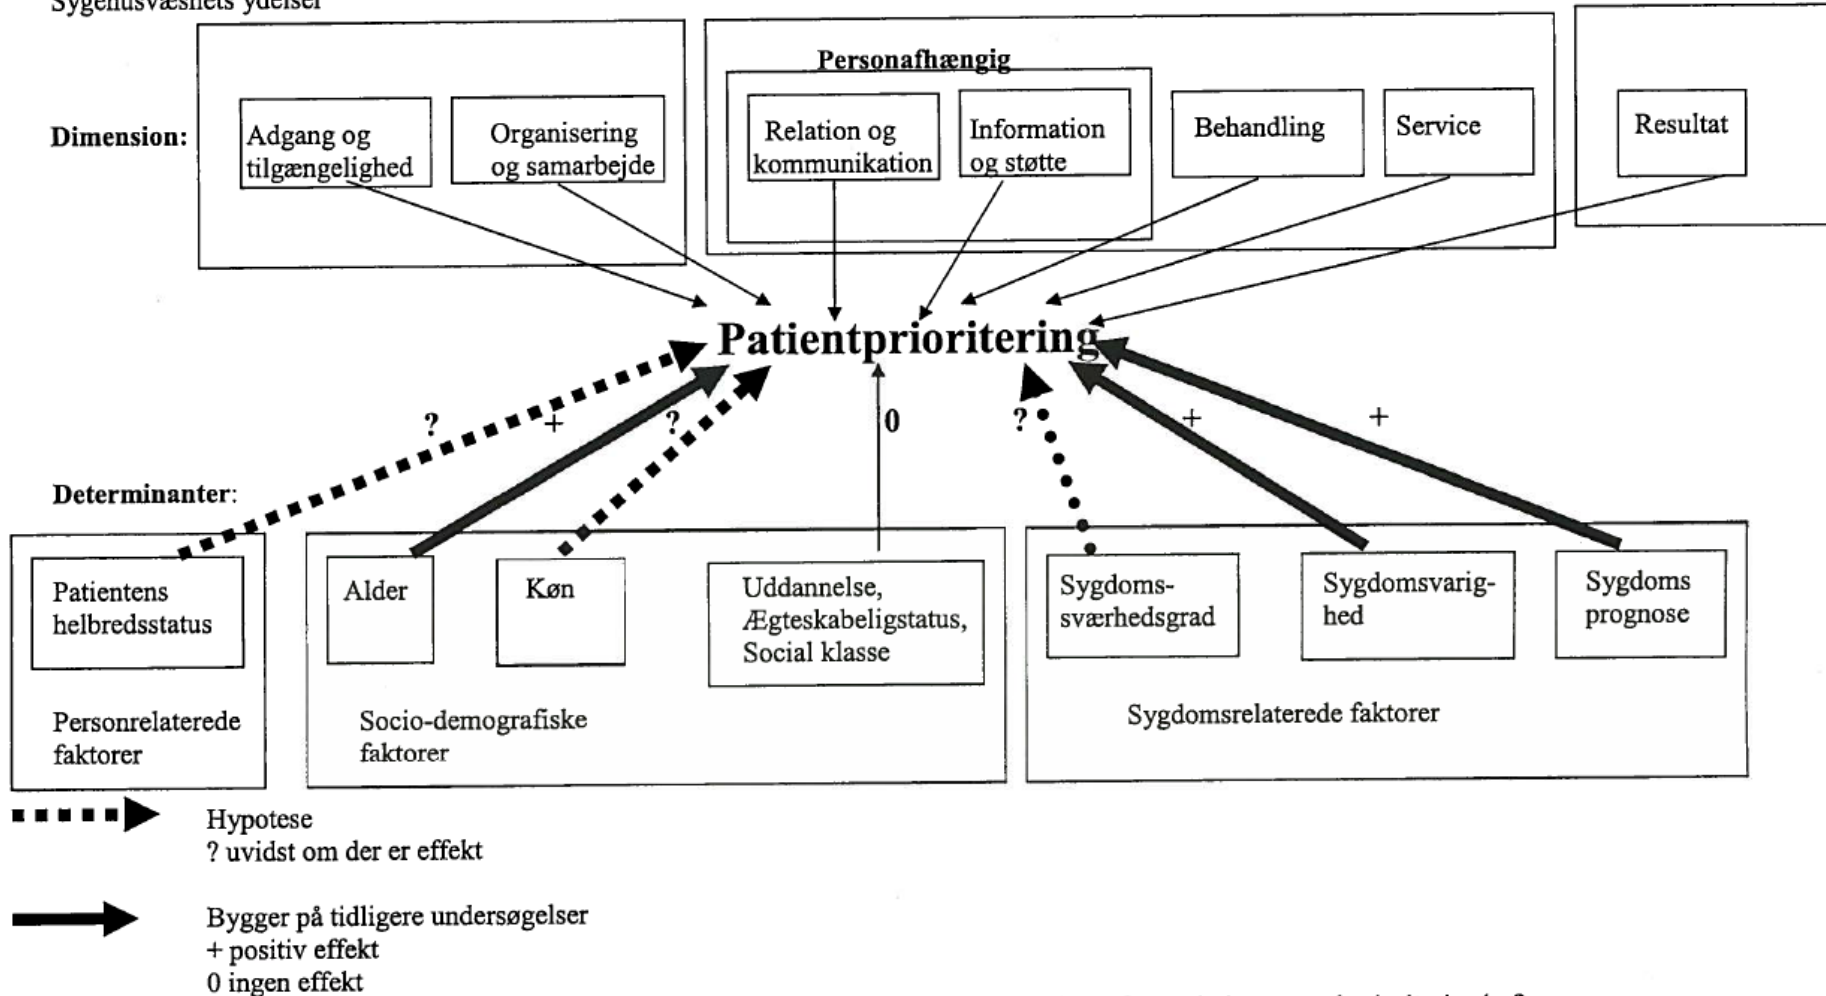 Sygehusvæsnets ydelser
Personafhængig
Dimension:
Adgang og
tilgængelighed
Organisering
og samarbejde
Relation og
kommunikation
Information
og støtte
Behandling
Service
Resultat
Patientprioritering
?
+
?
0
?
+
+
Determinanter:
Patientens
helbredsstatus
Personrelaterede
faktorer
Alder
Køn
Uddannelse,
Ægteskabeligstatus,
Social klasse
Socio-demografiske
faktorer
Sygdoms-
sværhedsgrad
Sygdomsvarig-
hed
Sygdoms
prognose
Sygdomsrelaterede faktorer
Hypotese
? uvidst om der er effekt
Bygger på tidligere undersøgelser
+ positiv effekt
0 ingen effekt